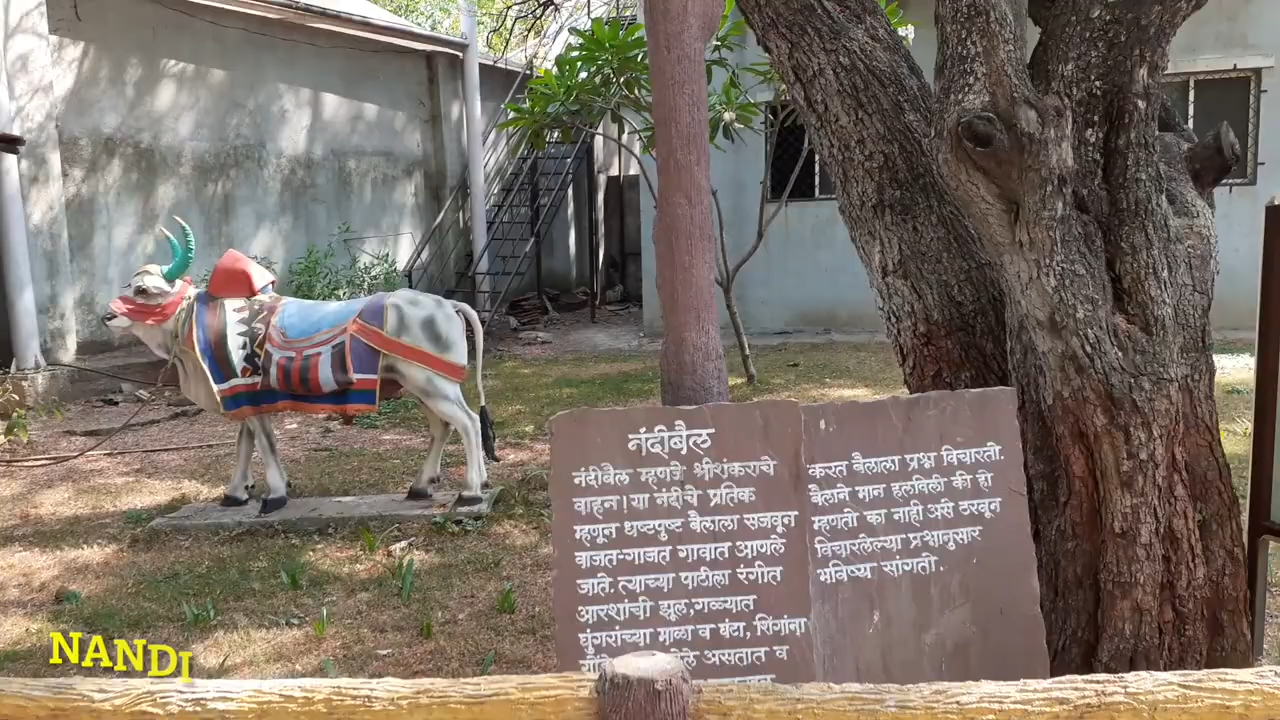 नंदीबैल
नंदीबैल म्हणजे श्रीशंकराचे
वाहन! या नंदीचे प्रतिक
म्हणून धष्टपुष्ट बैलाला सजवून
वाजत-गाजत गावात आणले
जाते. त्याच्या पाठीला रंगीत
आरशांची झूल,गळ्यात
घुंगरांच्या माळा व घंटा, शिंगांना
असतात व
करत बैलाला प्रश्न विचारतो.
बैलाने मान हलविली की हो
म्हणतो का नाही असे ठरवून
विचारलेल्या प्रश्नानुसार
भविष्य सांगतो.
NANDI